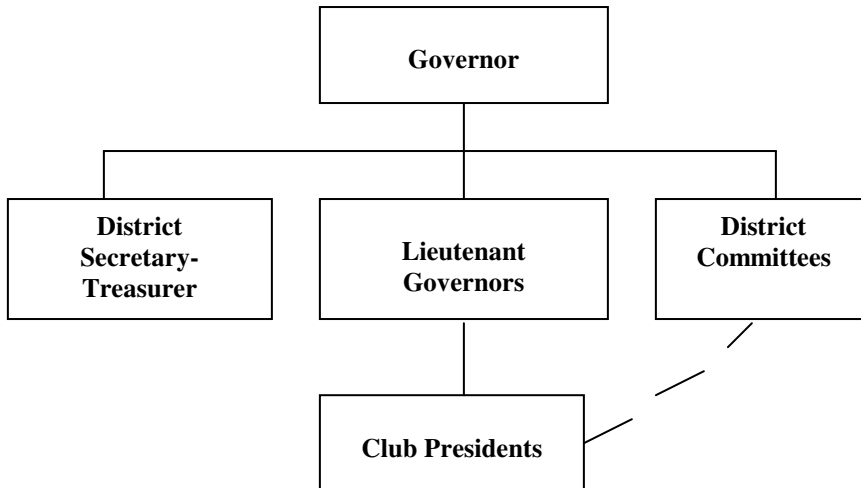 Governor
District
Secretary-
Treasurer
Lieutenant
Governors
District
Committees
Club Presidents